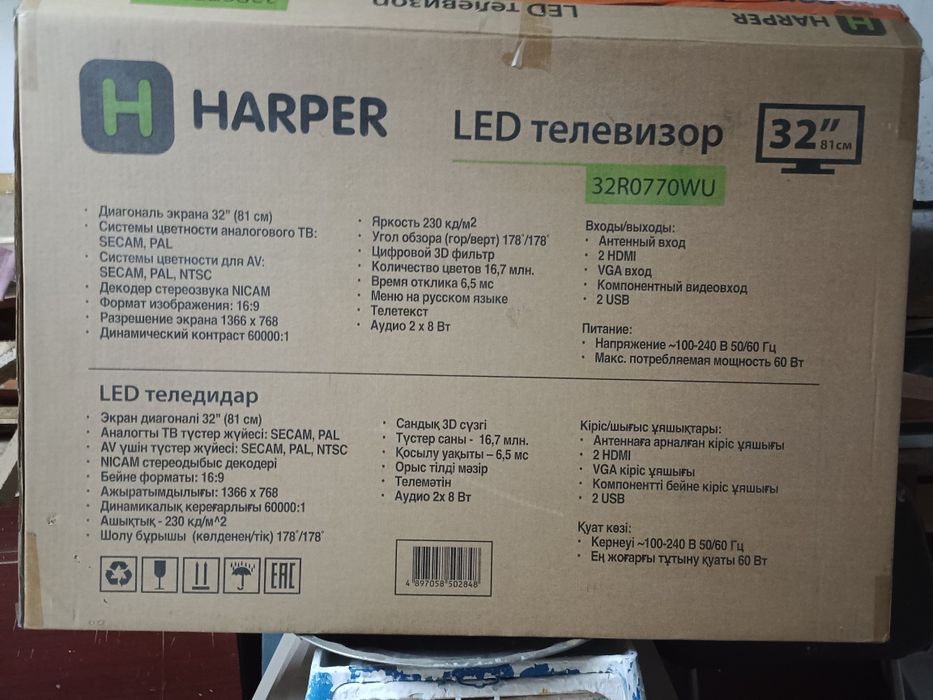 LED телевизор
HARPER
HARPER
LED телевизор
32"
81см
32R0770WU
· Диагональ экрана 32" (81 см)
· Системы цветности аналогового ТВ:
SECAM, PAL
· Системы цветности для AV:
SECAM, PAL, NTSC
· Декодер стереозвука NICAM
· Формат изображения: 16:9
· Разрешение экрана 1366 x 768
· Динамический контраст 60000:1
· Яркость 230 кд/м2
· Угол обзора (гор/верт) 178°/178°
· Цифровой 3D фильтр
· Количество цветов 16,7 млн.
· Время отклика 6,5 мс
· Меню на русском языке
· Телетекст
· Аудио 2 x 8 Вт
Входы/выходы:
· Антенный вход
· 2 HDMI
· VGA вход
· Компонентный видеовход
· 2 USB
Питание:
· Напряжение ~100-240 В 50/60 Гц
· Макс. потребляемая мощность 60 Вт
LED теледидар
· Экран диагоналі 32" (81 см)
· Аналогты ТВ түстер жүйесі: SECAM, PAL
· AV үшін түстер жүйесі: SECAM, PAL, NTSC
· NICAM стереодыбыс декодері
· Бейне форматы: 16:9
· Ажыратымдылығы: 1366 x 768
· Динамикалық кереғарлығы 60000:1
· Ашықтық - 230 кд/м^2
· Шолу бұрышы (көлденең/тік) 178°/178°
· Сандық 3D сүзгі
· Түстер саны - 16,7 млн.
· Қосылу уақыты – 6,5 мс
· Орыс тілді мәзір
· Телемәтін
· Аудио 2x 8 Вт
Кіріс/шығыс ұяшықтары:
· Антеннаға арналған кіріс ұяшығы
· 2 HDMI
· VGA кіріс ұяшығы
· Компонентті бейне кіріс ұяшығы
· 2 USB
Қуат көзі:
· Кернеуі ~100-240 В 50/60 Гц
· Ең жоғарғы тұтыну қуаты 60 Вт
EAC
4 897058 502848